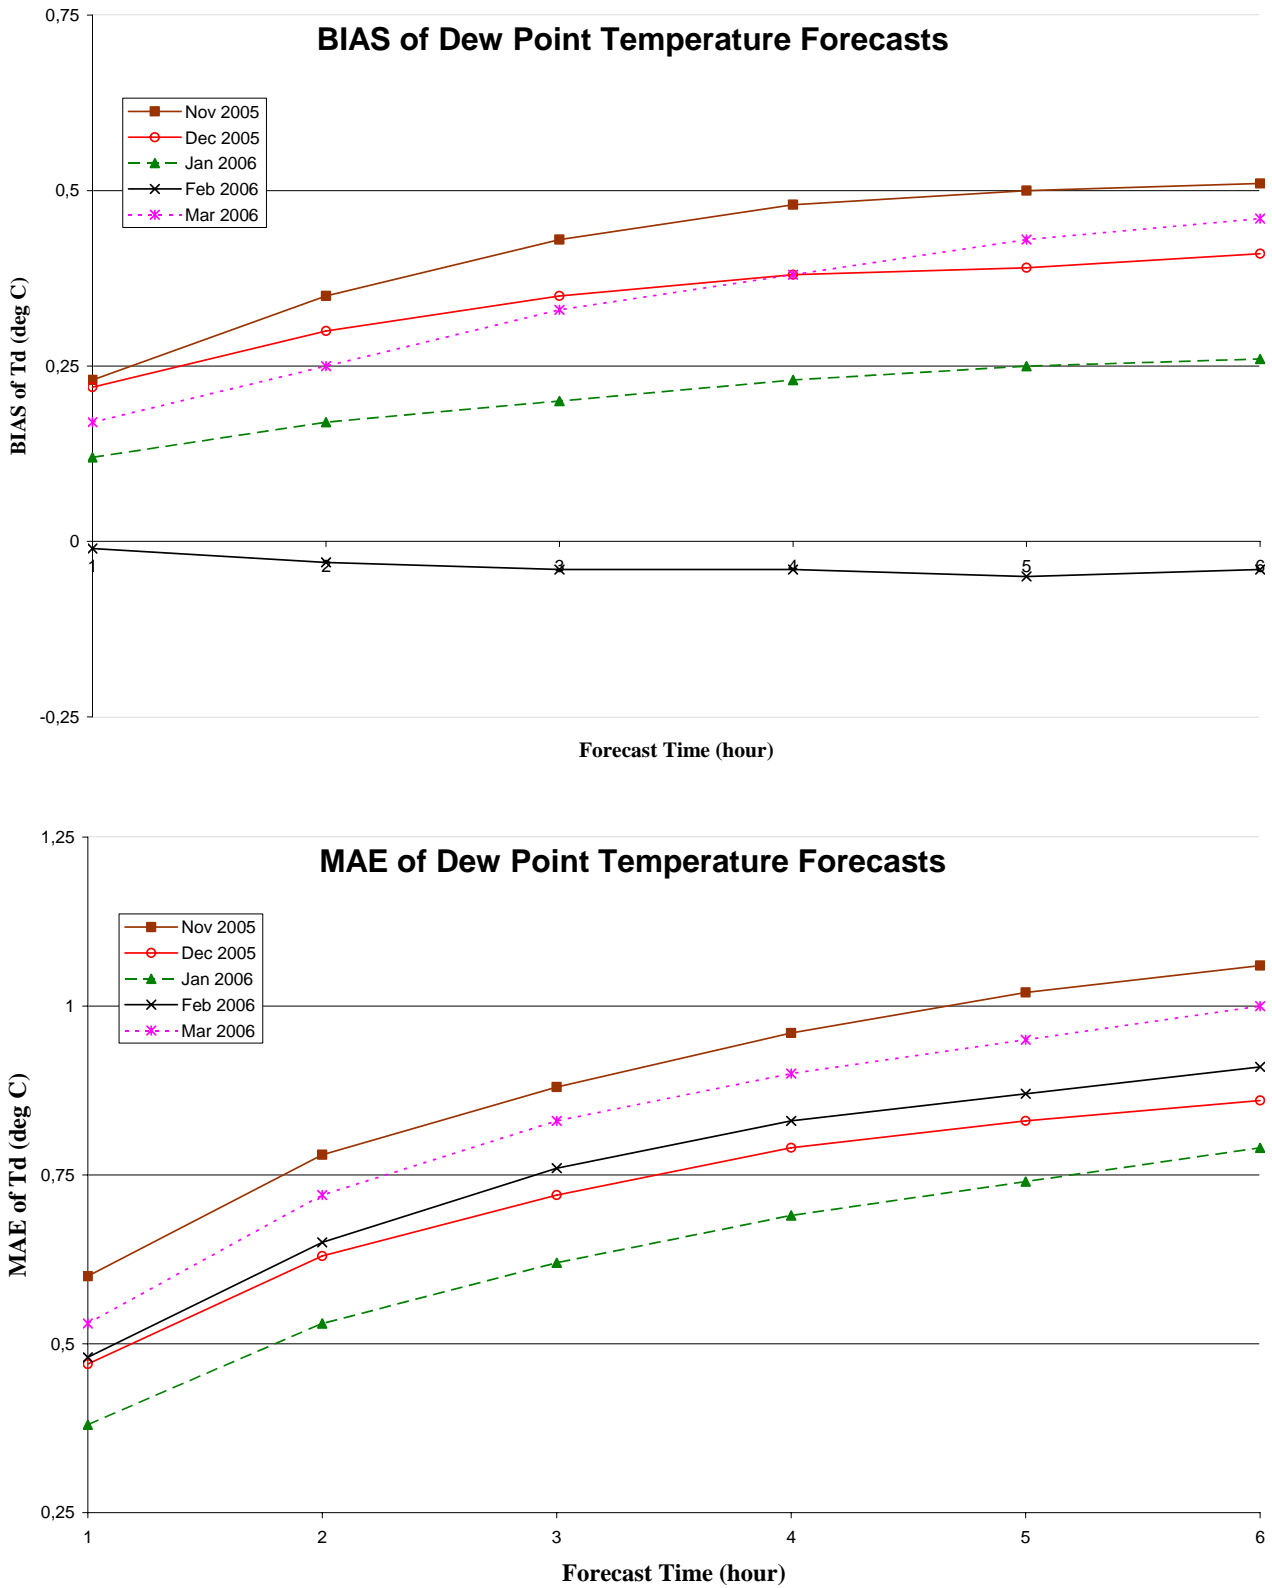 0,75
BIAS of Dew Point Temperature Forecasts
Nov 2005
Dec 2005
Jan 2006
Feb 2006
Mar 2006
0,5
BIAS of Td (deg C)
0,25
0
1 2 3 4 5 6
-0,25
Forecast Time (hour)
1,25
MAE of Dew Point Temperature Forecasts
Nov 2005
Dec 2005
Jan 2006
Feb 2006
Mar 2006
1
MAE of Td (deg C)
0,75
0,5
0,25
1 2 3 4 5 6
Forecast Time (hour)